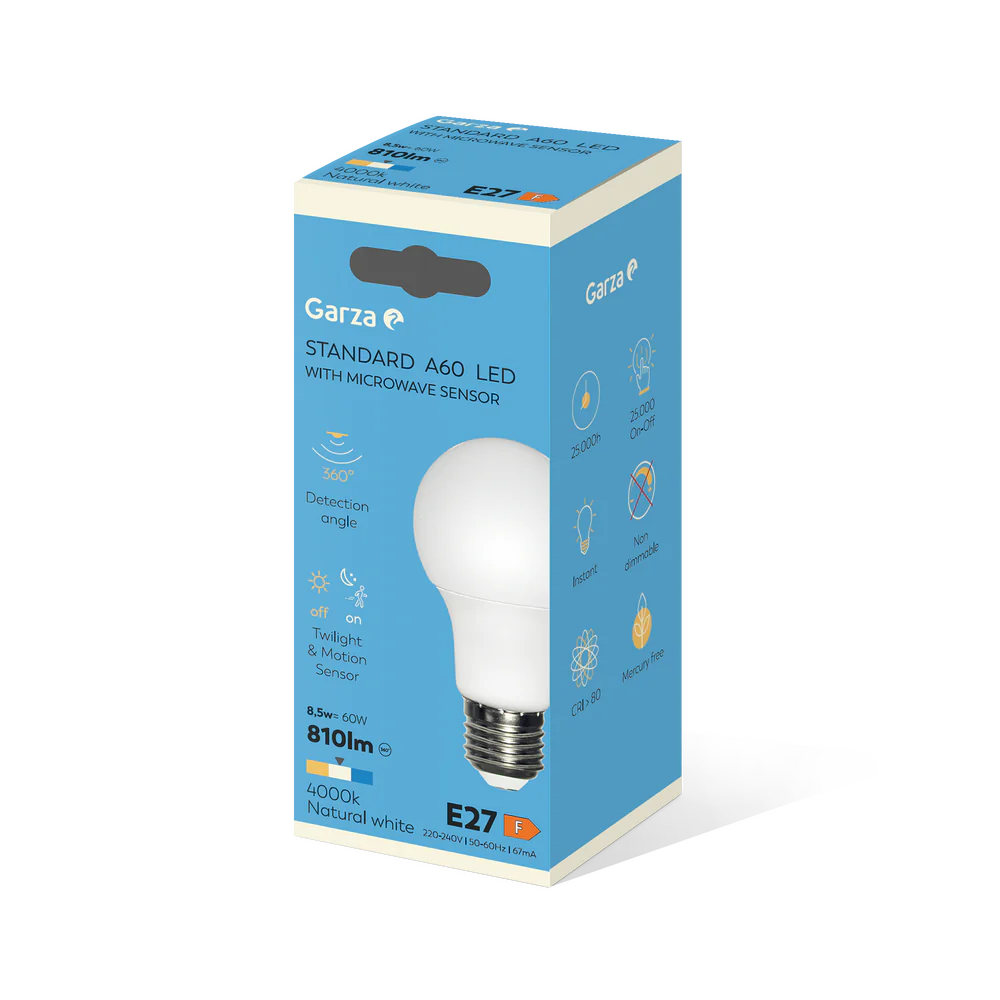 Garza
STANDARD A60 LED
WITH MICROWAVE SENSOR
8,5w= 60W
810lm
4000k
Natural white
E27 F
Garza
STANDARD A60 LED
WITH MICROWAVE SENSOR
360°
Detection
angle
off on
Twilight
& Motion
Sensor
8,5w= 60W
810lm 360°
4000k
Natural white
E27 F
220-240V | 50-60Hz | 67mA
Garza
25.000h
25.000
On-Off
Instant
Non
dimmable
CRI > 80
Mercury free